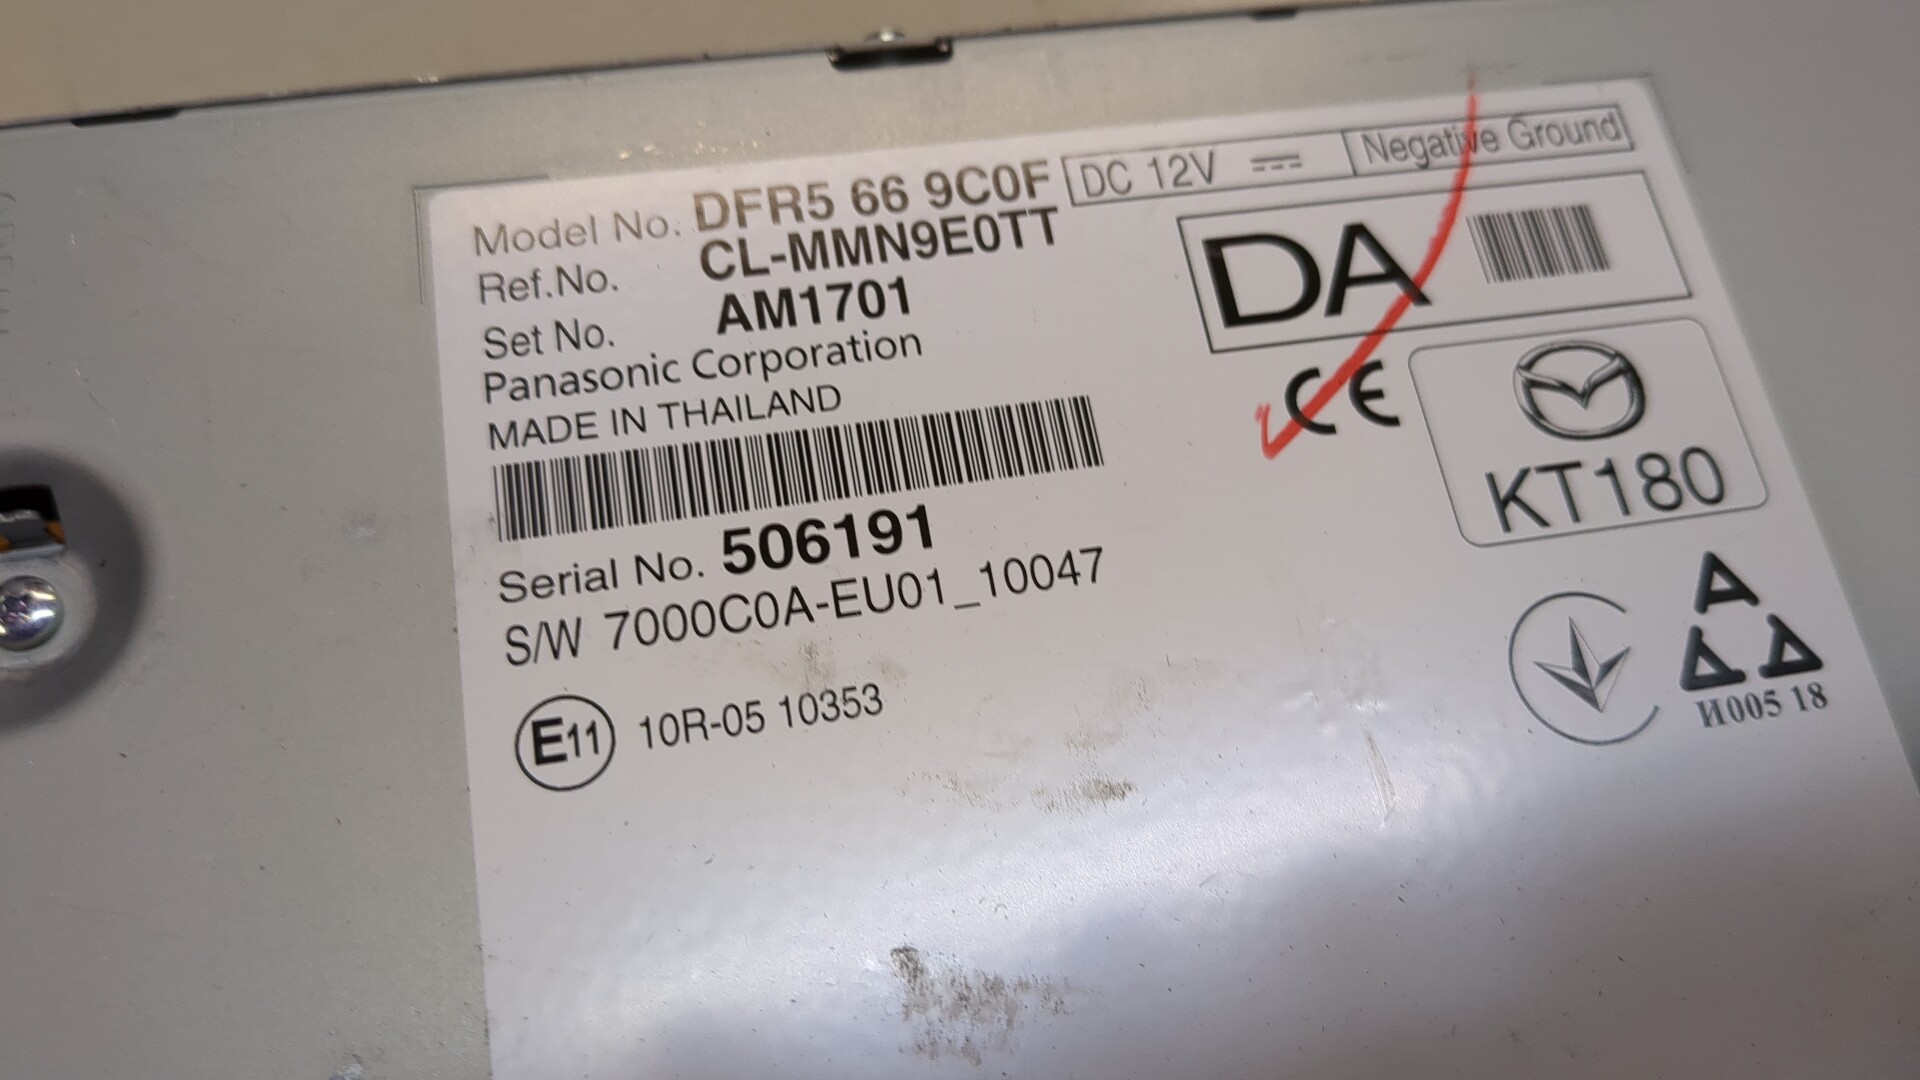 Model No. DFR5 66 9C0F
DC 12V
Negative Ground
Ref.No. CL-MMN9E0TT
Set No. AM1701
Panasonic Corporation
MADE IN THAILAND
Serial No. 506191
S/W 7000C0A-EU01_10047
E11 10R-05 10353
DA
CE
KT180
И005 18